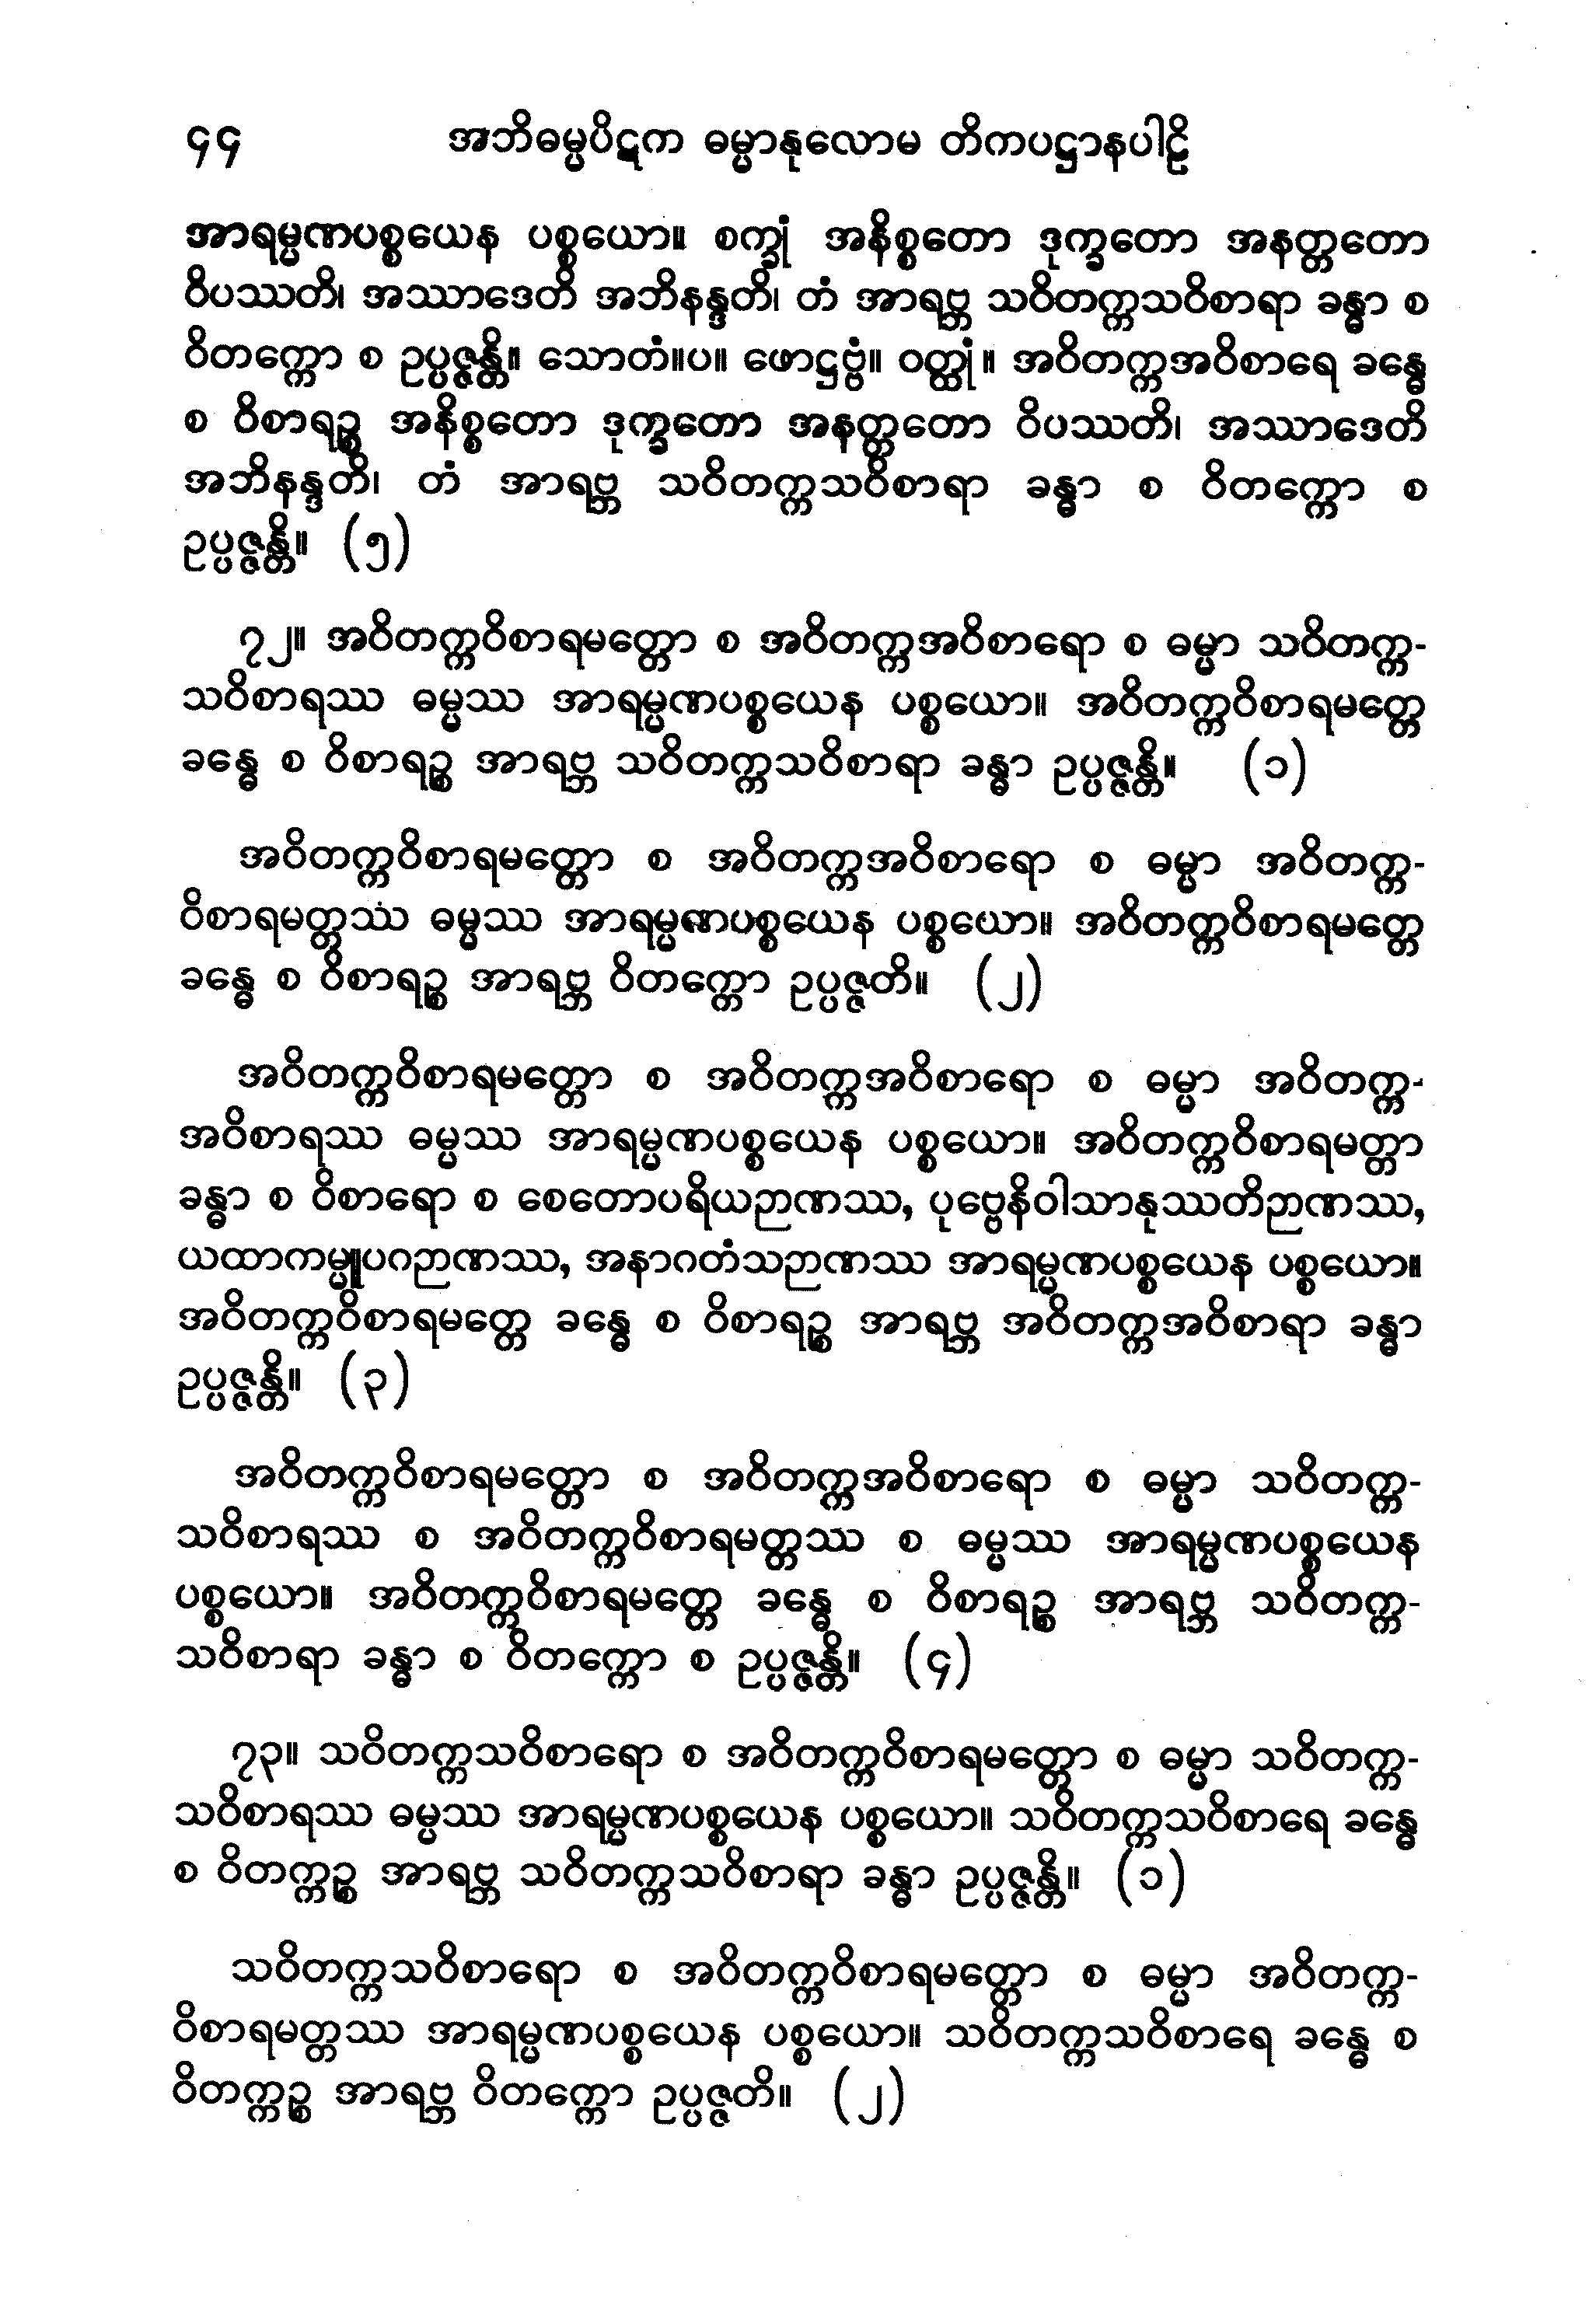 ၄၄ အဘိဓမ္မပိဋက ဓမ္မာနုလောမ တိကပဋ္ဌာနပါဠိ
အာရမ္မဏပစ္စယေန ပစ္စယော။ စက္ခုံ အနိစ္စတော ဒုက္ခတော အနတ္တတော
ဝိပဿတိ၊ အဿာဒေတိ အဘိနန္ဒတိ၊ တံ အာရဗ္ဘ သဝိတက္ကသဝိစာရာ ခန္ဓာ စ
ဝိတက္ကော စ ဥပ္ပဇ္ဇန္တိ။ သောတံ။ပ။ ဖောဋ္ဌဗ္ဗံ။ ဝတ္ထုံ။ အဝိတက္ကအဝိစာရေ ခန္ဓေ
စ ဝိစာရဉ္စ အနိစ္စတော ဒုက္ခတော အနတ္တတော ဝိပဿတိ၊ အဿာဒေတိ
အဘိနန္ဒတိ၊ တံ အာရဗ္ဘ သဝိတက္ကသဝိစာရာ ခန္ဓာ စ ဝိတက္ကော စ
ဥပ္ပဇ္ဇန္တိ။ (၅)
၇၂။ အဝိတက္ကဝိစာရမတ္တော စ အဝိတက္ကအဝိစာရော စ ဓမ္မာ သဝိတက္က-
သဝိစာရဿ ဓမ္မဿ အာရမ္မဏပစ္စယေန ပစ္စယော။ အဝိတက္ကဝိစာရမတ္တေ
ခန္ဓေ စ ဝိစာရဉ္စ အာရဗ္ဘ သဝိတက္ကသဝိစာရာ ခန္ဓာ ဥပ္ပဇ္ဇန္တိ။ (၁)
အဝိတက္ကဝိစာရမတ္တော စ အဝိတက္ကအဝိစာရော စ ဓမ္မာ အဝိတက္က-
ဝိစာရမတ္တဿ ဓမ္မဿ အာရမ္မဏပစ္စယေန ပစ္စယော။ အဝိတက္ကဝိစာရမတ္တေ
ခန္ဓေ စ ဝိစာရဉ္စ အာရဗ္ဘ ဝိတက္ကော ဥပ္ပဇ္ဇတိ။ (၂)
အဝိတက္ကဝိစာရမတ္တော စ အဝိတက္ကအဝိစာရော စ ဓမ္မာ အဝိတက္က-
အဝိစာရဿ ဓမ္မဿ အာရမ္မဏပစ္စယေန ပစ္စယော။ အဝိတက္ကဝိစာရမတ္တာ
ခန္ဓာ စ ဝိစာရော စ စေတောပရိယဉာဏဿ, ပုဗ္ဗေနိဝါသာနုဿတိဉာဏဿ,
ယထာကမ္မူပဂဉာဏဿ, အနာဂတံသဉာဏဿ အာရမ္မဏပစ္စယေန ပစ္စယော။
အဝိတက္ကဝိစာရမတ္တေ ခန္ဓေ စ ဝိစာရဉ္စ အာရဗ္ဘ အဝိတက္ကအဝိစာရာ ခန္ဓာ
ဥပ္ပဇ္ဇန္တိ။ (၃)
အဝိတက္ကဝိစာရမတ္တော စ အဝိတက္ကအဝိစာရော စ ဓမ္မာ သဝိတက္က-
သဝိစာရဿ စ အဝိတက္ကဝိစာရမတ္တဿ စ ဓမ္မဿ အာရမ္မဏပစ္စယေန
ပစ္စယော။ အဝိတက္ကဝိစာရမတ္တေ ခန္ဓေ စ ဝိစာရဉ္စ အာရဗ္ဘ သဝိတက္က-
သဝိစာရာ ခန္ဓာ စ ဝိတက္ကော စ ဥပ္ပဇ္ဇန္တိ။ (၄)
၇၃။ သဝိတက္ကသဝိစာရော စ အဝိတက္ကဝိစာရမတ္တော စ ဓမ္မာ သဝိတက္က-
သဝိစာရဿ ဓမ္မဿ အာရမ္မဏပစ္စယေန ပစ္စယော။ သဝိတက္ကသဝိစာရေ ခန္ဓေ
စ ဝိတက္ကဉ္စ အာရဗ္ဘ သဝိတက္ကသဝိစာရာ ခန္ဓာ ဥပ္ပဇ္ဇန္တိ။ (၁)
သဝိတက္ကသဝိစာရော စ အဝိတက္ကဝိစာရမတ္တော စ ဓမ္မာ အဝိတက္က-
ဝိစာရမတ္တဿ အာရမ္မဏပစ္စယေန ပစ္စယော။ သဝိတက္ကသဝိစာရေ ခန္ဓေ စ
ဝိတက္ကဉ္စ အာရဗ္ဘ ဝိတက္ကော ဥပ္ပဇ္ဇတိ။ (၂)